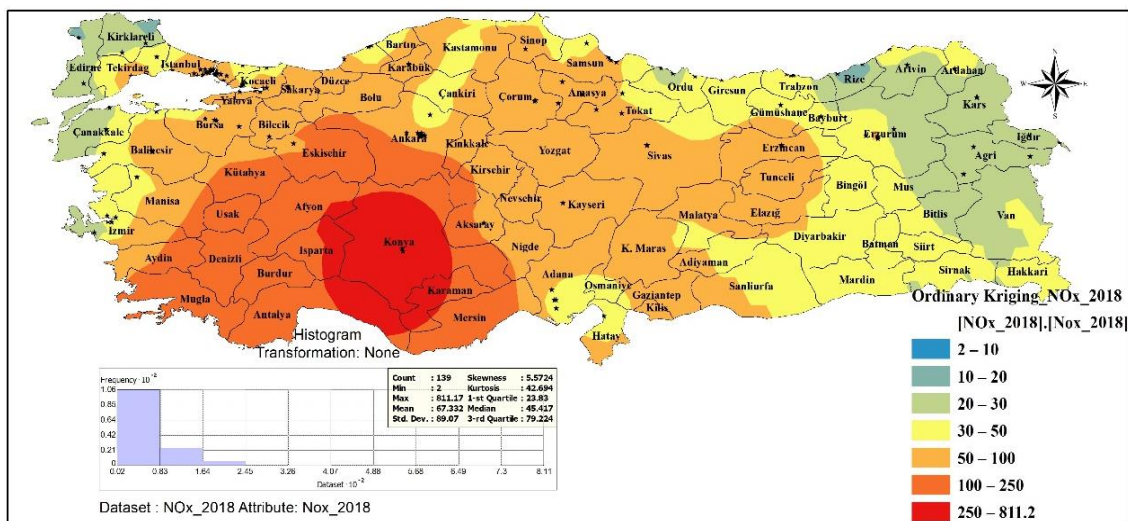 Kirklareli
Edirne
Tekirdag
Istanbul
Kocaeli
Yalova
Sakarya
Düzce
Bolu
Bartın
Karabük
Kastamonu
Sinop
Samsun
Çankiri
Çorum
Amasya
Tokat
Ordu
Giresun
Trabzon
Rize
Artvin
Ardahan
Kars
Gümüshane
Bayburt
Erzurum
Igdır
Agri
Çanakkale
Balikesir
Bursa
Bilecik
Eskischir
Ankara
Kinkkale
Kirsehir
Yozgat
Sivas
Erzincan
Tunceli
Bingöl
Mus
Bitlis
Van
Kütahya
Manisa
Usak
Afyon
Izmir
Aydin
Denizli
Burdur
Isparta
Konya
Aksaray
Nevsehir
Kayseri
Nigde
Malatya
Elazığ
Diyarbakir
Batman
Siirt
Sirnak
Hakkari
Mardin
Sanliurfa
Adiyaman
K. Maras
Gaziantep
Kilis
Osmaniye
Adana
Hatay
Mersin
Karaman
Antalya
Mugla
N
W
E
S
Histogram
Transformation: None
Frequency · 10⁻²
1.06
0.85
0.64
0.42
0.21
0
0.02 0.83 1.64 2.45 3.26 4.07 4.88 5.68 6.49 7.3 8.11
Dataset · 10⁻²
Count : 139 Skewness : 5.5724
Min : 2 Kurtosis : 42.694
Max : 811.17 1-st Quartile : 23.83
Mean : 67.332 Median : 45.417
Std. Dev. : 89.07 3-rd Quartile : 79.224
Dataset : NOx_2018 Attribute: Nox_2018
Ordinary Kriging_NOx_2018
[NOx_2018].[Nox_2018]
2 – 10
10 – 20
20 – 30
30 – 50
50 – 100
100 – 250
250 – 811.2